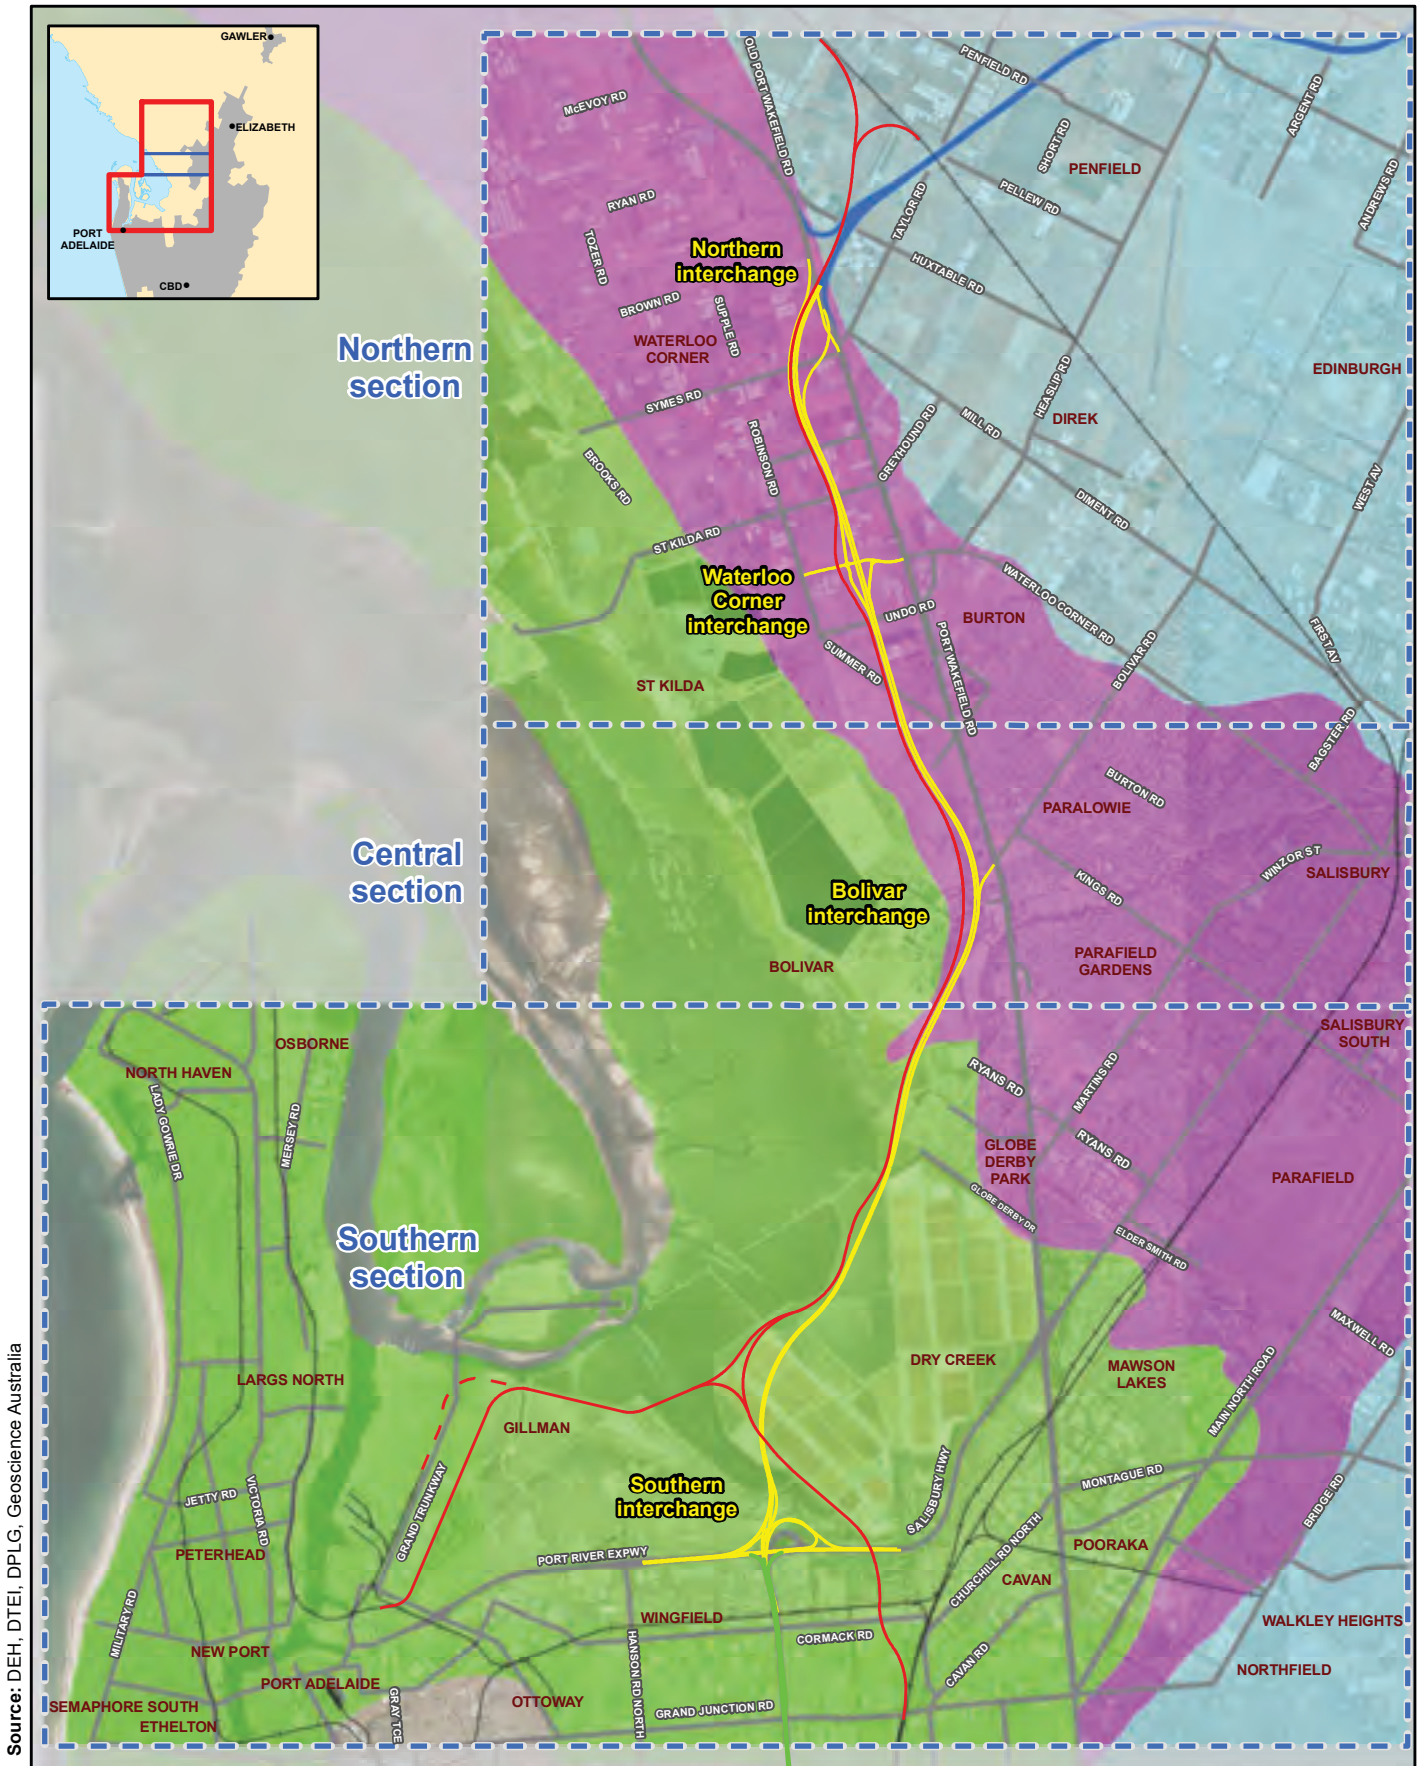 GAWLER
ELIZABETH
PORT
ADELAIDE
CBD
OLD PORT WAKEFIELD RD
PENFIELD RD
McEVOY RD
ARGENT RD
SHORT RD
PENFIELD
ANDREWS RD
RYAN RD
PELLEW RD
TAYLOR RD
TOZER RD
Northern
interchange
HUXTABLE RD
BROWN RD
SUPPLE RD
Northern
section
WATERLOO
CORNER
EDINBURGH
HEASLIP RD
SYMES RD
DIREK
MILL RD
GREYHOUND RD
ROBINSON RD
BROOKS RD
WEST AV
DIMENT RD
ST KILDA RD
Waterloo
Corner
interchange
WATERLOO CORNER RD
UNDO RD
BURTON
FIRST AV
PORT WAKEFIELD RD
BOLIVAR RD
SUMMER RD
ST KILDA
BAGSTER RD
BURTON RD
PARALOWIE
Central
section
WINZOR ST
SALISBURY
KINGS RD
Bolivar
interchange
BOLIVAR
PARAFIELD
GARDENS
SALISBURY
SOUTH
OSBORNE
NORTH HAVEN
LADY GOWRIE DR
MERSEY RD
RYANS RD
MARTINS RD
GLOBE
DERBY
PARK
RYANS RD
PARAFIELD
GLOBE DERBY DR
ELDER SMITH RD
Southern
section
MAXWELL RD
DRY CREEK
MAWSON
LAKES
LARGS NORTH
MAIN NORTH ROAD
GILLMAN
Southern
interchange
MONTAGUE RD
JETTY RD
VICTORIA RD
GRAND TRUNKWAY
SALISBURY HWY
BRIDGE RD
PETERHEAD
PORT RIVER EXPWY
CHURCHILL RD NORTH
POORAKA
CAVAN
MILITARY RD
WINGFIELD
WALKLEY HEIGHTS
CORMACK RD
NEW PORT
HANSON RD NORTH
CAVAN RD
NORTHFIELD
PORT ADELAIDE
SEMAPHORE SOUTH
ETHELTON
GRAY TCE
OTTOWAY
GRAND JUNCTION RD
Source: DEH, DTEI, DPLG, Geoscience Australia